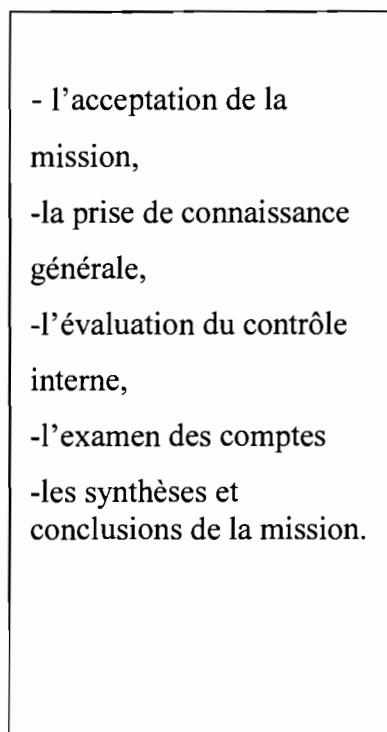 - l'acceptation de la
mission,
-la prise de connaissance
générale,
-l'évaluation du contrôle
interne,
-l'examen des comptes
-les synthèses et
conclusions de la mission.